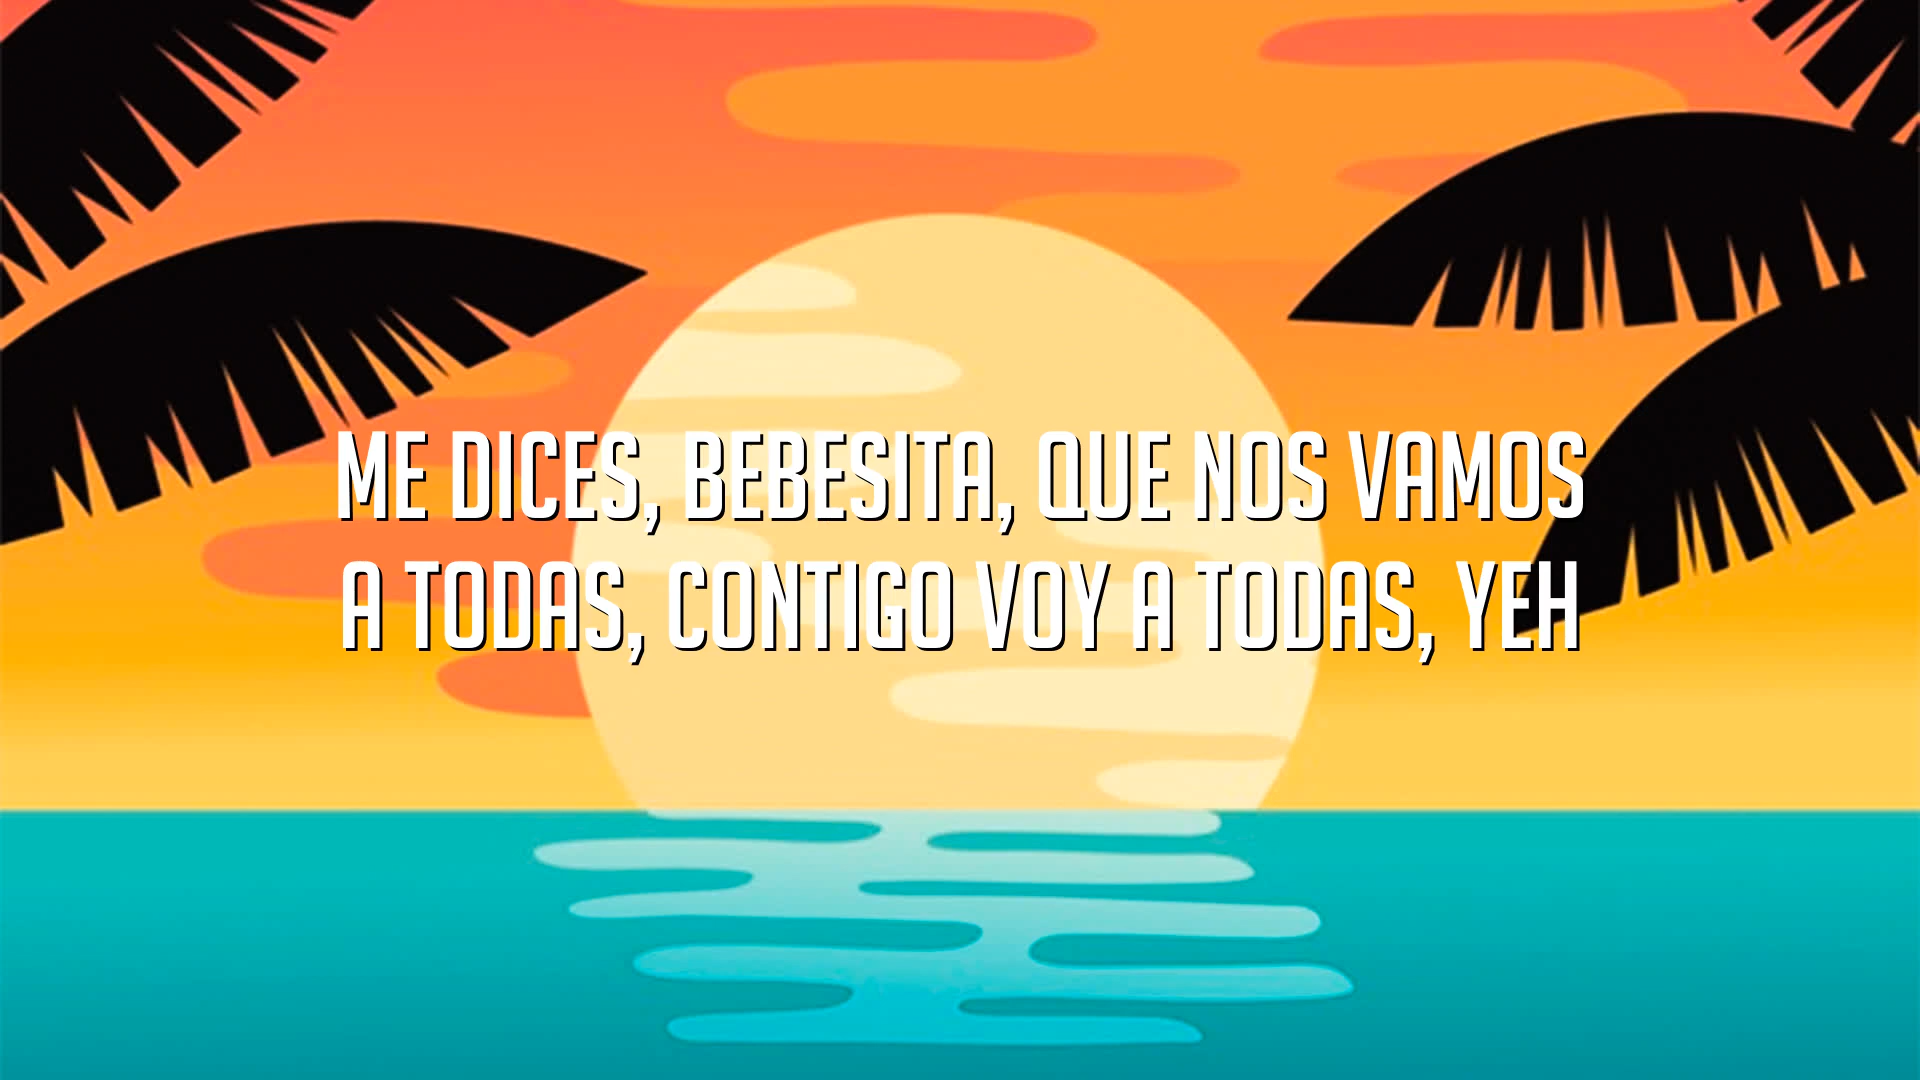 ME DICES, BEBESITA, QUE NOS VAMOS
A TODAS, CONTIGO VOY A TODAS, YEH